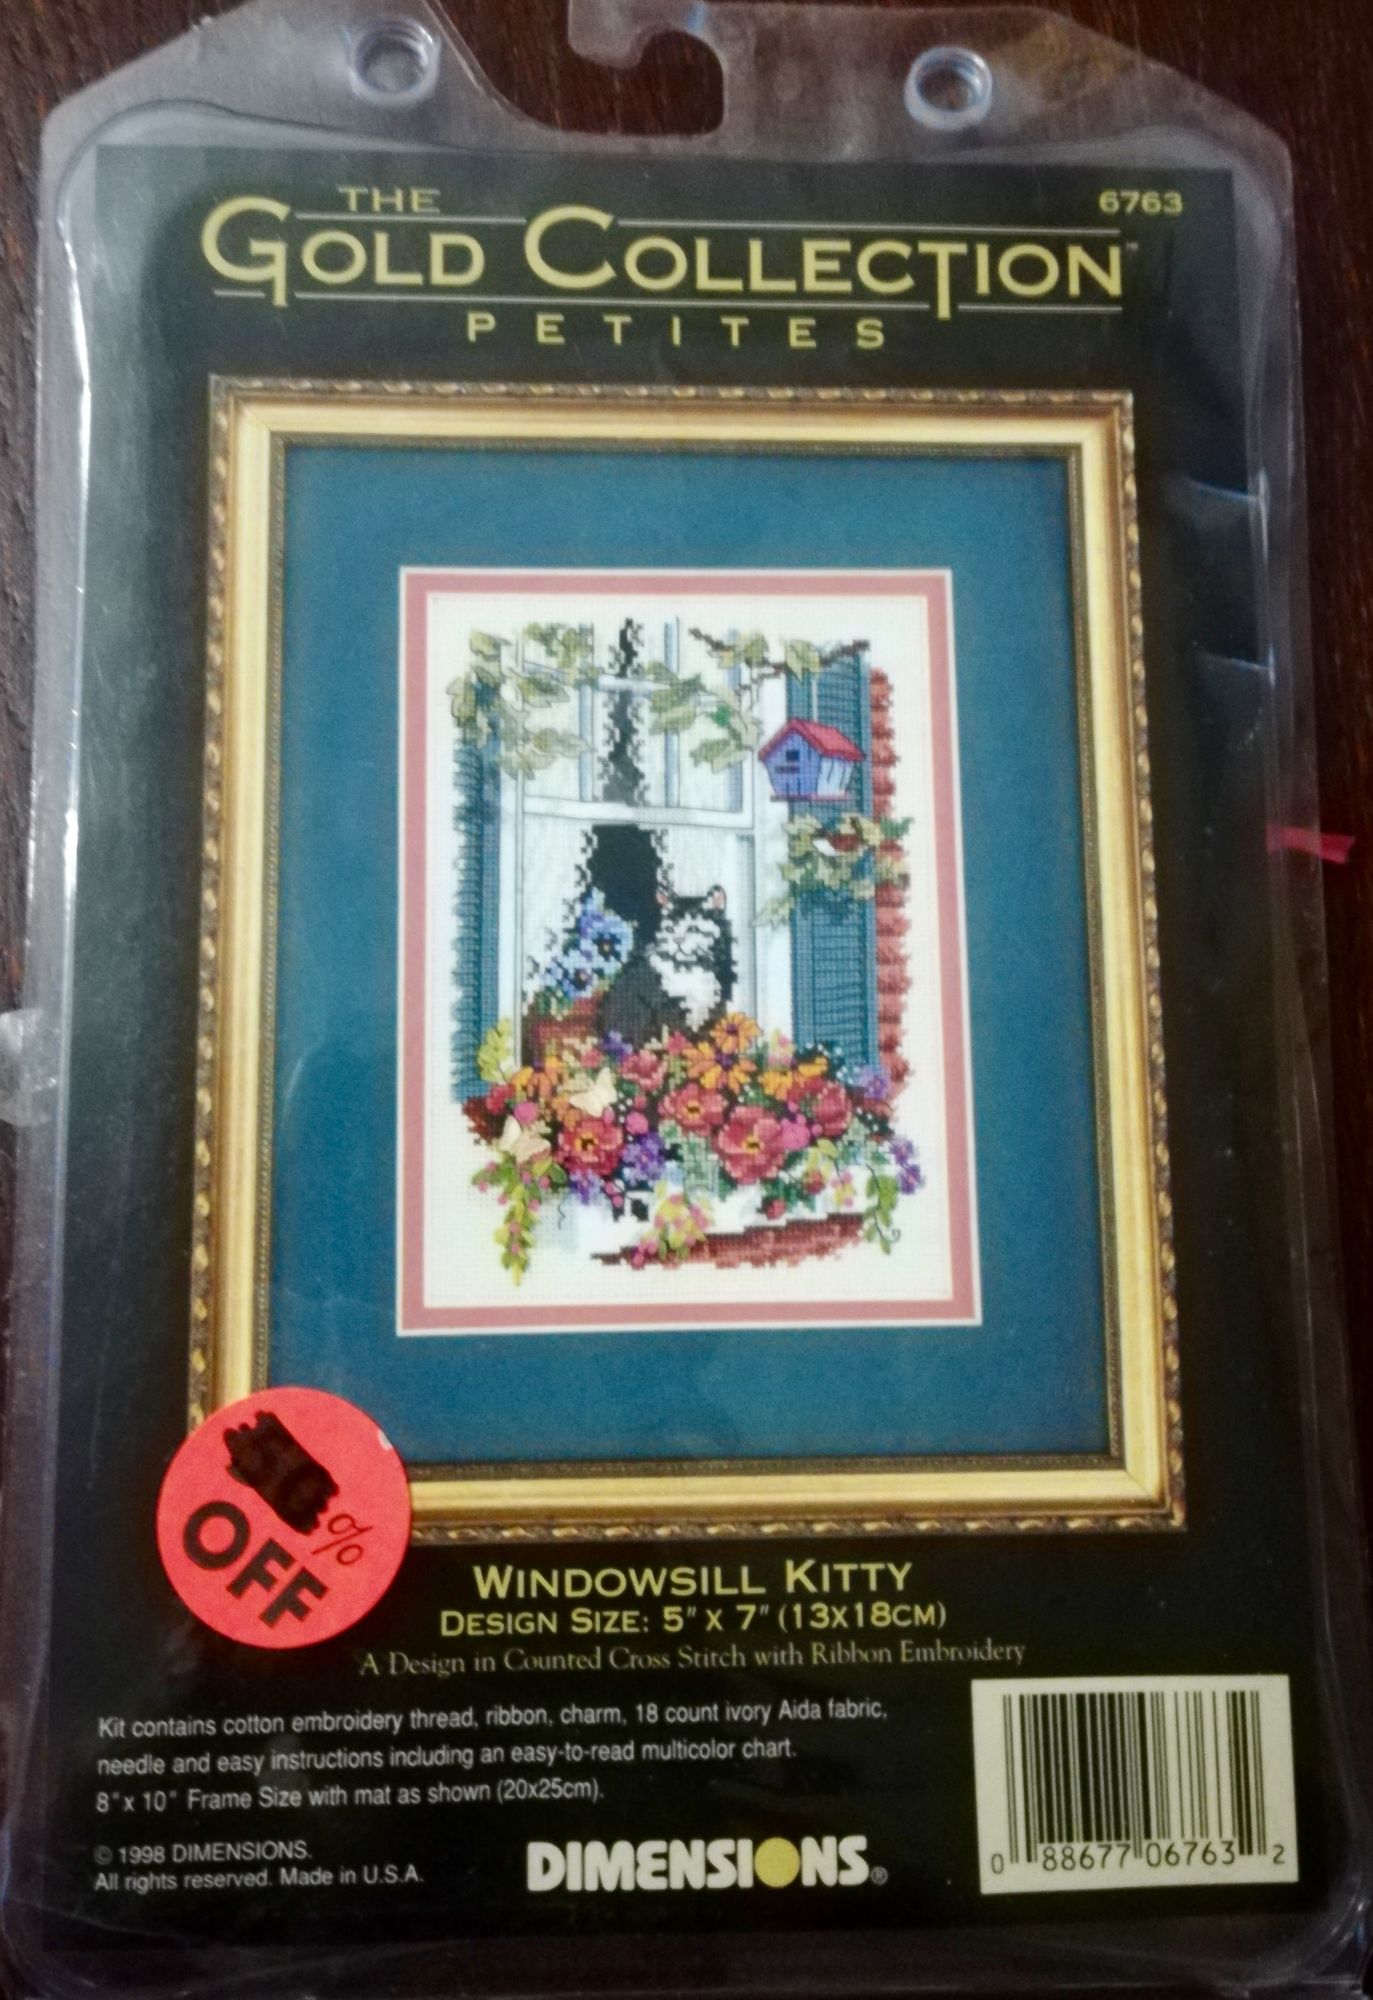 THE
6763
GOLD COLLECTION™
PETITES
50%
OFF
WINDOWSILL KITTY
DESIGN SIZE: 5" X 7" (13X18CM)
A Design in Counted Cross Stitch with Ribbon Embroidery
Kit contains cotton embroidery thread, ribbon, charm, 18 count ivory Aida fabric,
needle and easy instructions including an easy-to-read multicolor chart.
8" x 10" Frame Size with mat as shown (20x25cm).
© 1998 DIMENSIONS.
All rights reserved. Made in U.S.A.
DIMENSIONS®
0 88677 06763 2